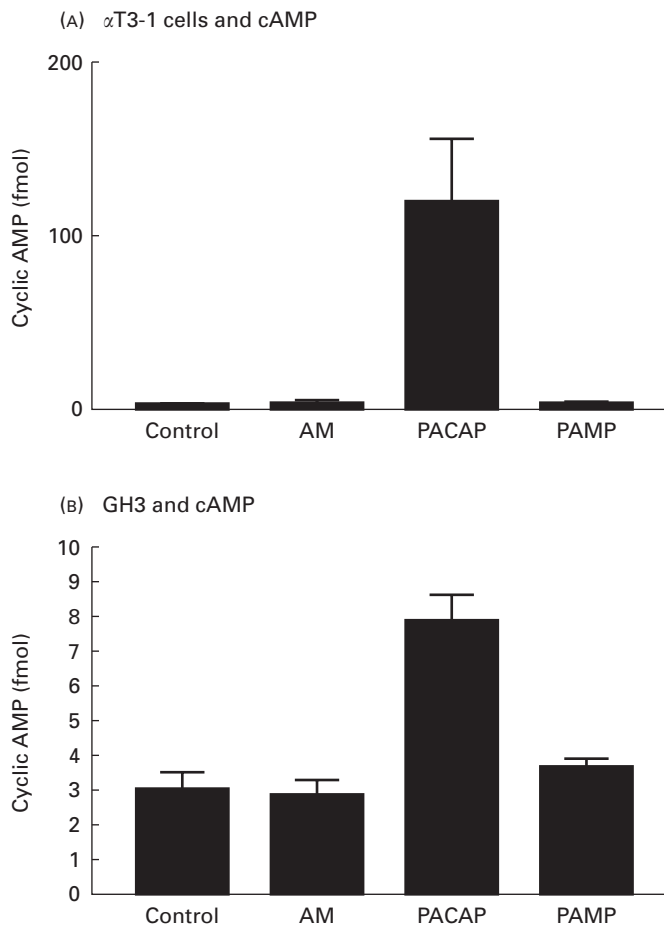 (A) αT3-1 cells and cAMP
200
100
0
Cyclic AMP (fmol)
Control AM PACAP PAMP
(B) GH3 and cAMP
10
9
8
7
6
5
4
3
2
1
0
Cyclic AMP (fmol)
Control AM PACAP PAMP